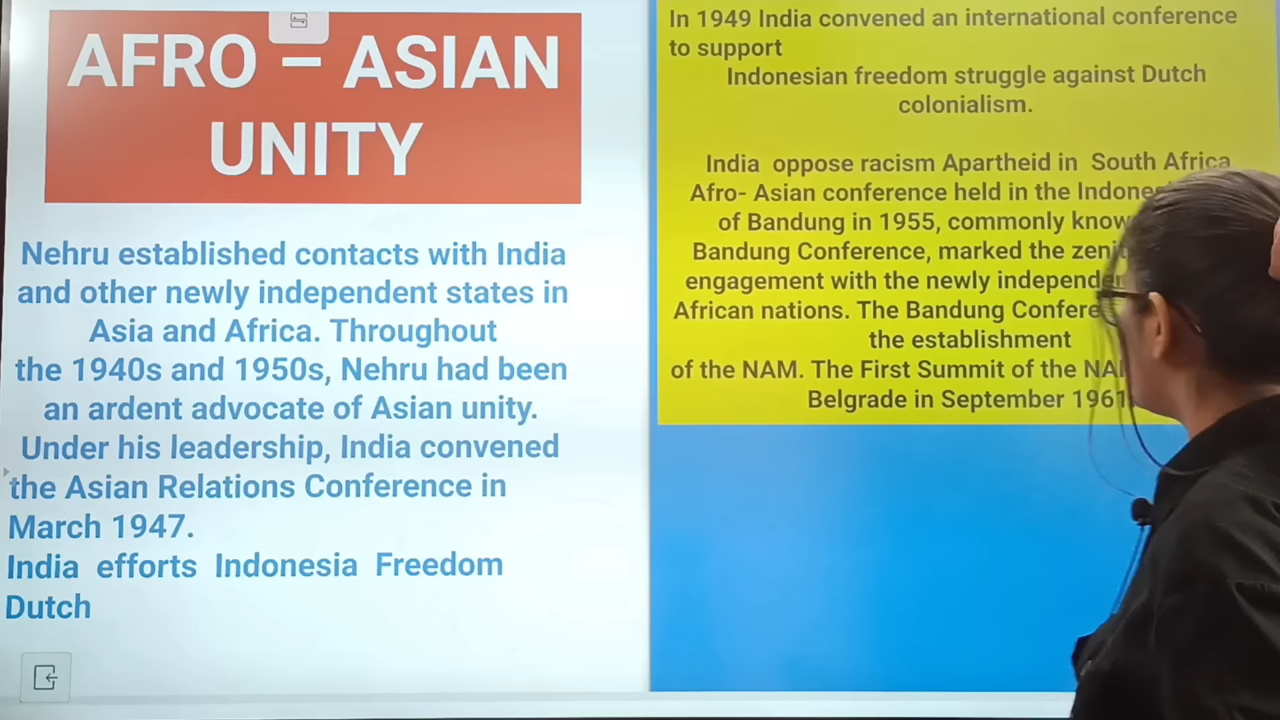 AFRO – ASIAN
UNITY
Nehru established contacts with India
and other newly independent states in
Asia and Africa. Throughout
the 1940s and 1950s, Nehru had been
an ardent advocate of Asian unity.
Under his leadership, India convened
the Asian Relations Conference in
March 1947.
India efforts Indonesia Freedom
Dutch
In 1949 India convened an international conference
to support
Indonesian freedom struggle against Dutch
colonialism.
India oppose racism Apartheid in South Africa
Afro- Asian conference held in the
of Bandung in 1955, commonly
Bandung Conference, marked the
engagement with the newly
African nations. The Bandung
the establishment
of the NAM. The First Summit of the
Belgrade in September 1961